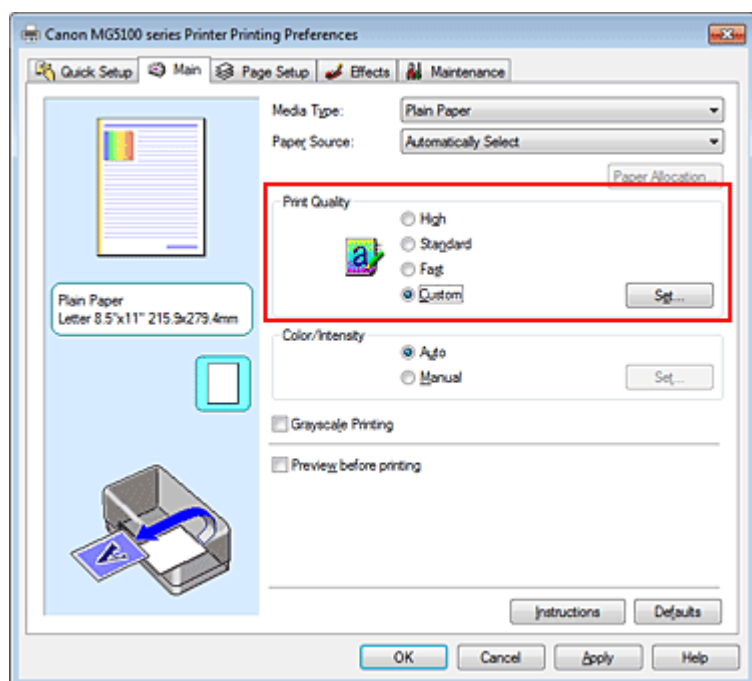 Canon MG5100 series Printer Printing Preferences
Quick Setup Main Page Setup Effects Maintenance
Media Type: Plain Paper
Paper Source: Automatically Select
Paper Allocation...
Print Quality
High
Standard
Fast
Custom Set...
Plain Paper
Letter 8.5"x11" 215.9x279.4mm
Color/Intensity
Auto
Manual Set...
Grayscale Printing
Preview before printing
Instructions Defaults
OK Cancel Apply Help